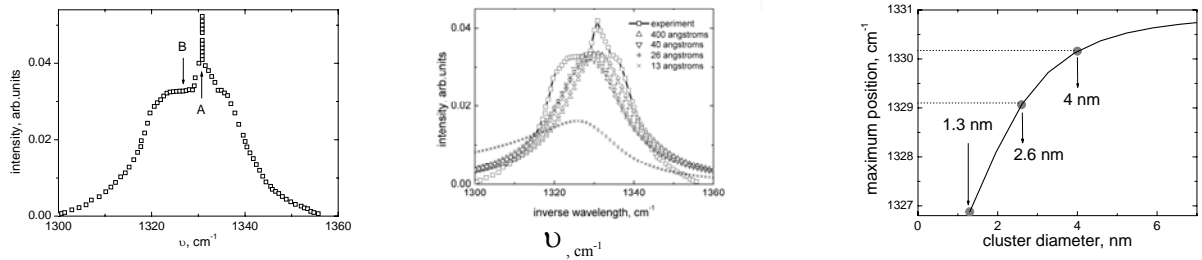 intensity, arb.units
0.04
0.02
0.00
B
A
1300
1320
1340
1360
υ, cm-1
intensity arb.units
0.04
0.02
0.00
experiment
400 angstroms
40 angstroms
26 angstroms
13 angstroms
1300
1320
1340
1360
inverse wavelength, cm-1
υ, cm-1
maximum position, cm-1
1331
1330
1329
1328
1327
1.3 nm
2.6 nm
4 nm
0
2
4
6
cluster diameter, nm